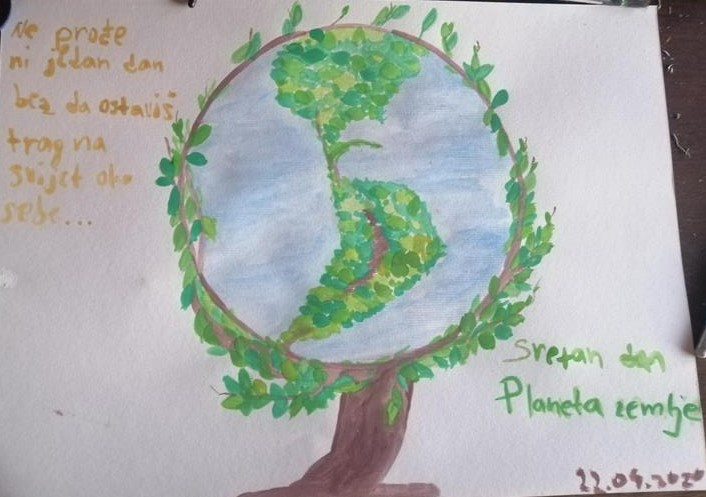 Ne prođe
ni jedan dan
bez da ostaviš
trag na
svijet oko
sebe...
Sretan dan
Planeta zemlje
22.04.2020